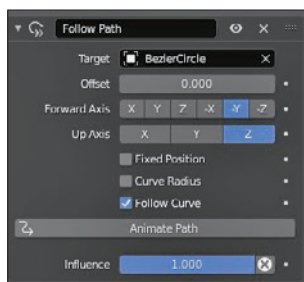 Follow Path
Target BezierCircle
Offset 0.000
Forward Axis X Y Z -X -Y -Z
Up Axis X Y Z
Fixed Position
Curve Radius
Follow Curve
Animate Path
Influence 1.000